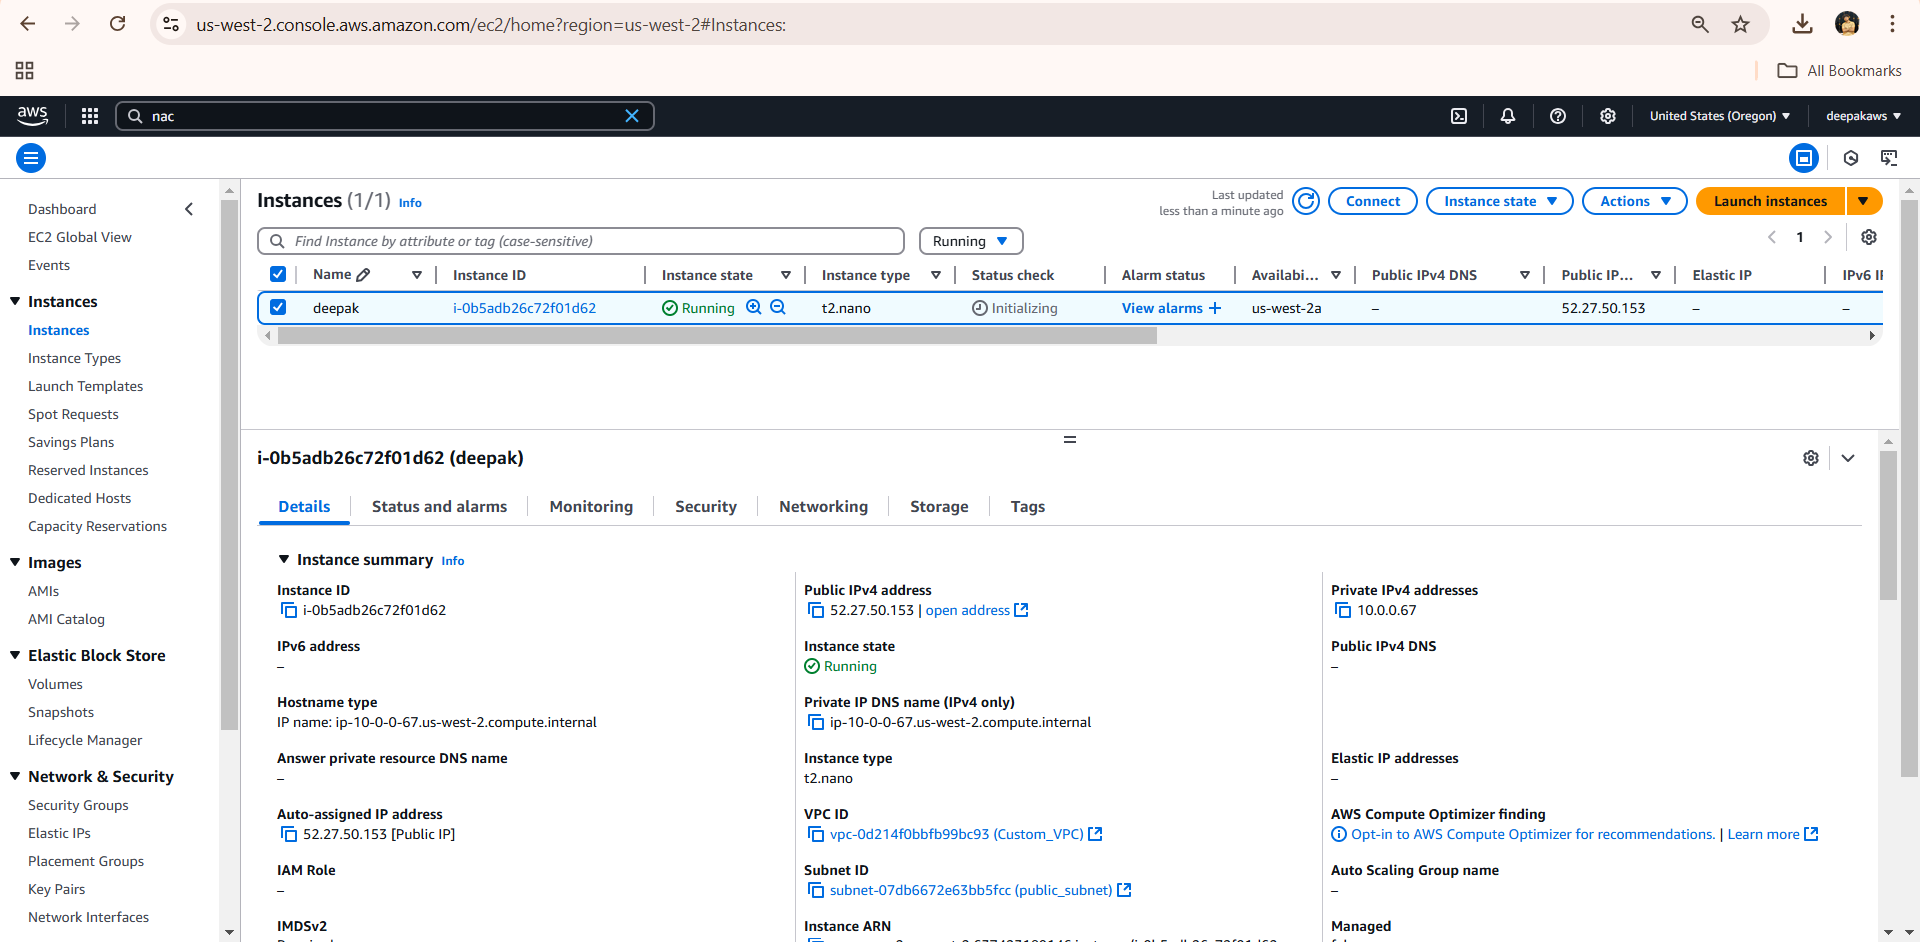 us-west-2.console.aws.amazon.com/ec2/home?region=us-west-2#Instances:
All Bookmarks
aws
nac
United States (Oregon)
deepakaws
Dashboard
EC2 Global View
Events
Instances
Instances
Instance Types
Launch Templates
Spot Requests
Savings Plans
Reserved Instances
Dedicated Hosts
Capacity Reservations
Images
AMIs
AMI Catalog
Elastic Block Store
Volumes
Snapshots
Lifecycle Manager
Network & Security
Security Groups
Elastic IPs
Placement Groups
Key Pairs
Network Interfaces
Instances (1/1) Info
Last updated
less than a minute ago
Connect
Instance state
Actions
Launch instances
Find Instance by attribute or tag (case-sensitive)
Running
1
Name Instance ID Instance state Instance type Status check Alarm status Availabi... Public IPv4 DNS Public IP... Elastic IP IPv6 IF
deepak i-0b5adb26c72f01d62 Running t2.nano Initializing View alarms + us-west-2a – 52.27.50.153 – –
i-0b5adb26c72f01d62 (deepak)
Details Status and alarms Monitoring Security Networking Storage Tags
Instance summary Info
Instance ID
i-0b5adb26c72f01d62
Public IPv4 address
52.27.50.153 | open address
Private IPv4 addresses
10.0.0.67
IPv6 address
–
Instance state
Running
Public IPv4 DNS
–
Hostname type
IP name: ip-10-0-0-67.us-west-2.compute.internal
Private IP DNS name (IPv4 only)
ip-10-0-0-67.us-west-2.compute.internal
Answer private resource DNS name
–
Instance type
t2.nano
Elastic IP addresses
–
Auto-assigned IP address
52.27.50.153 [Public IP]
VPC ID
vpc-0d214f0bbfb99bc93 (Custom_VPC)
AWS Compute Optimizer finding
Opt-in to AWS Compute Optimizer for recommendations. | Learn more
IAM Role
–
Subnet ID
subnet-07db6672e63bb5fcc (public_subnet)
Auto Scaling Group name
–
IMDSv2
Instance ARN
Managed